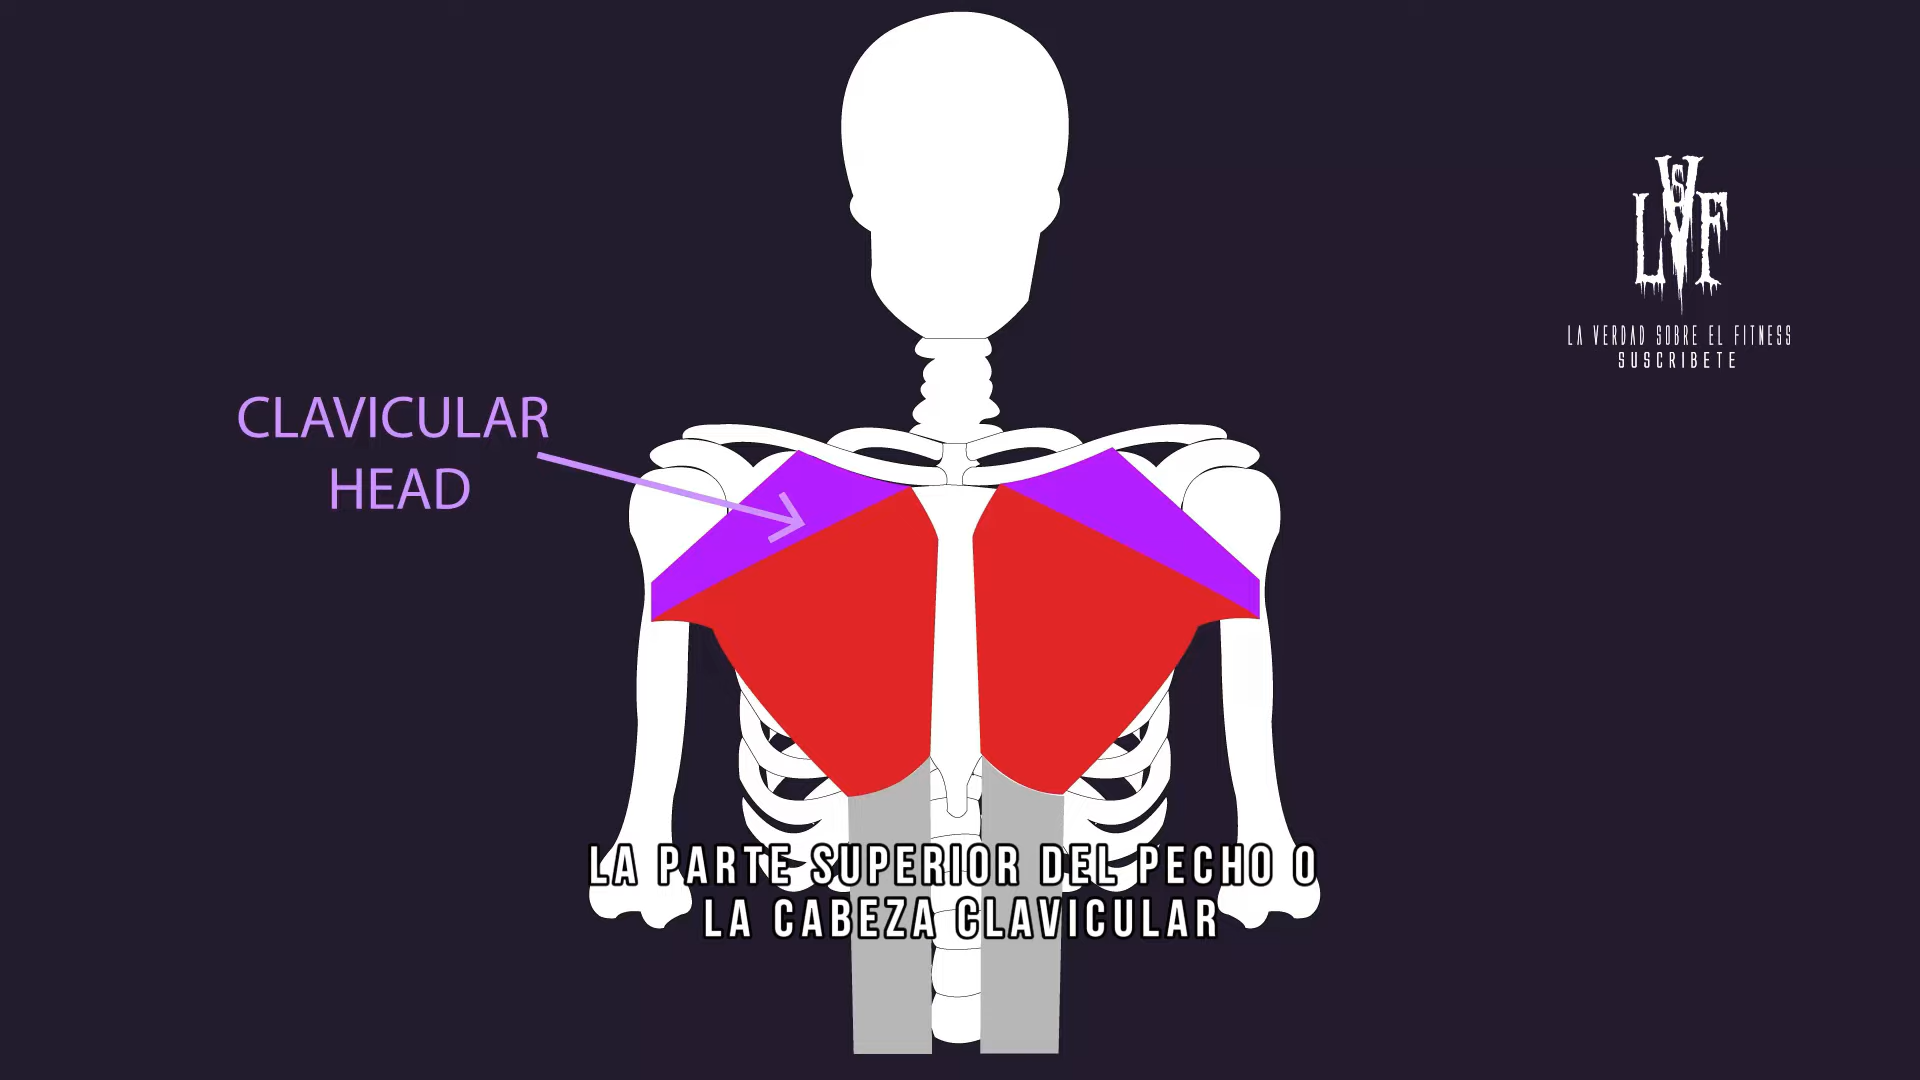 LVF
S
LA VERDAD SOBRE EL FITNESS
SUSCRIBETE
CLAVICULAR
HEAD
LA PARTE SUPERIOR DEL PECHO O
LA CABEZA CLAVICULAR